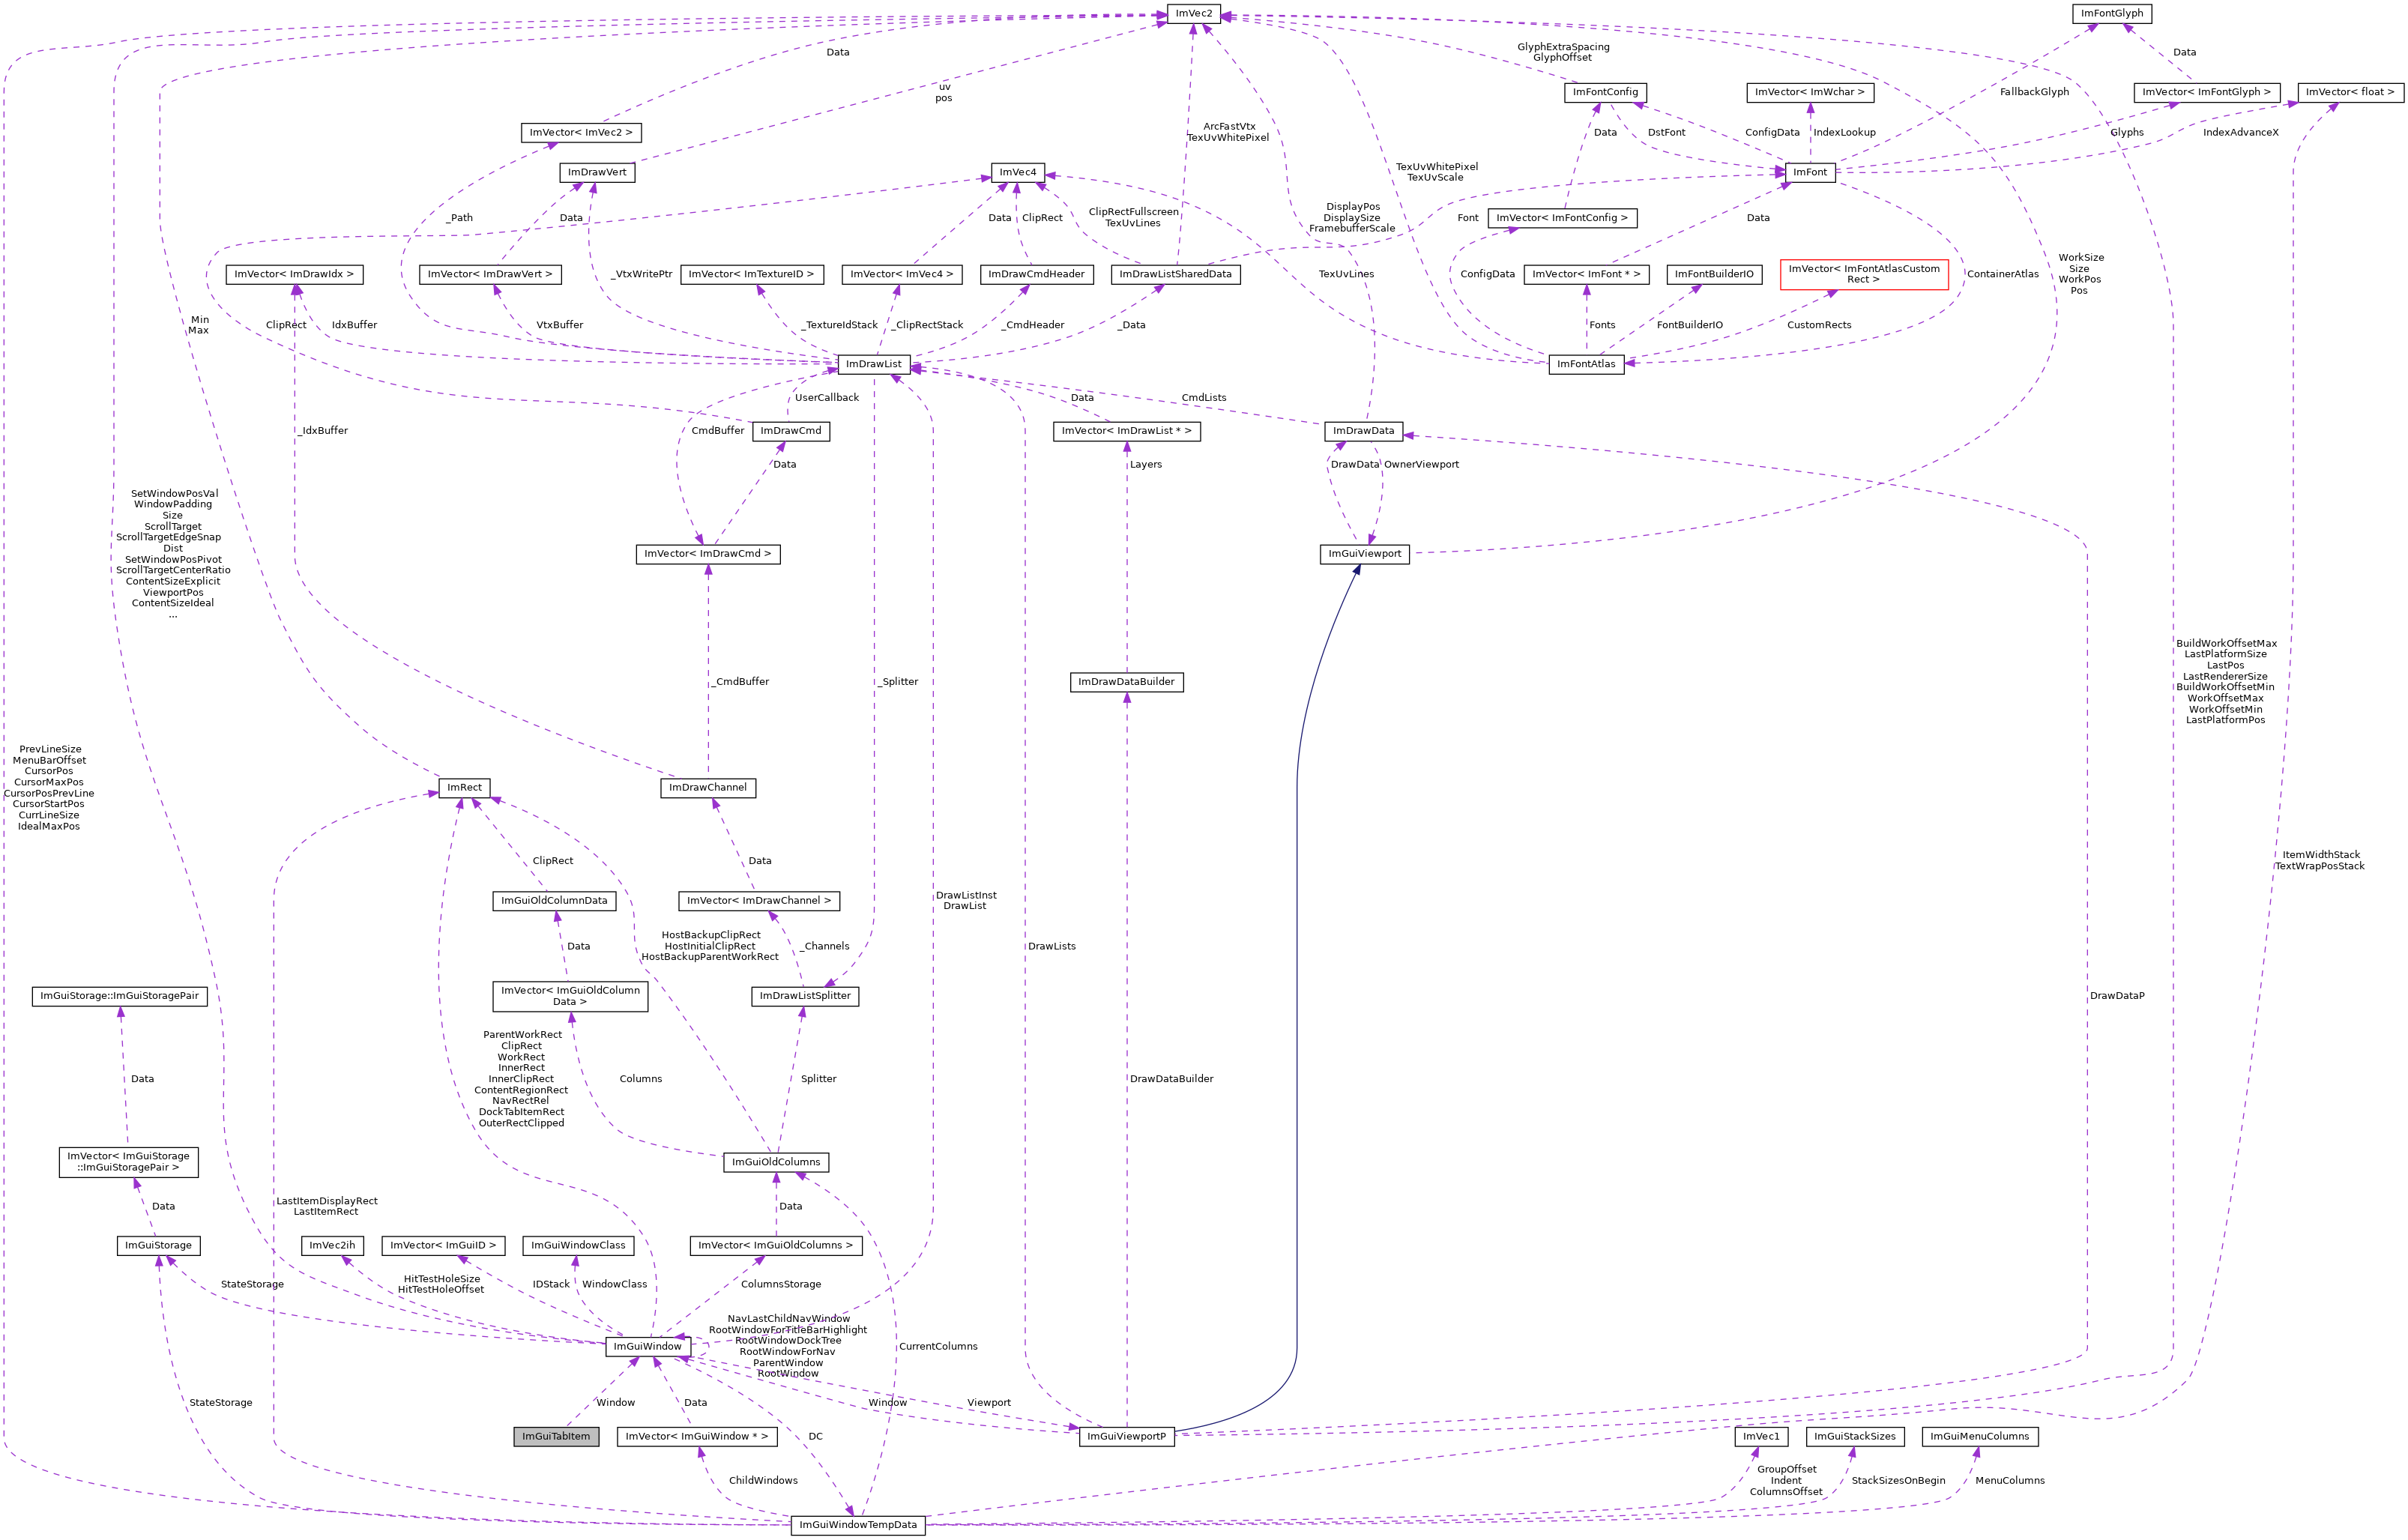 ImVec2
ImFontGlyph
Data
GlyphExtraSpacing
GlyphOffset
Data
uv
pos
ImFontConfig
ImVector< ImWchar >
FallbackGlyph
ImVector< ImFontGlyph >
ImVector< float >
ImVector< ImVec2 >
ArcFastVtx
TexUvWhitePixel
Data
DstFont
ConfigData
IndexLookup
Glyphs
IndexAdvanceX
ImDrawVert
ImVec4
TexUvWhitePixel
TexUvScale
ImFont
_Path
Data
Data
ClipRect
ClipRectFullscreen
TexUvLines
DisplayPos
DisplaySize
FramebufferScale
Font
ImVector< ImFontConfig >
Data
ImVector< ImDrawIdx >
ImVector< ImDrawVert >
_VtxWritePtr
ImVector< ImTextureID >
ImVector< ImVec4 >
ImDrawCmdHeader
ImDrawListSharedData
TexUvLines
ConfigData
ImVector< ImFont * >
ImFontBuilderIO
ImVector< ImFontAtlasCustom
Rect >
ContainerAtlas
WorkSize
Size
WorkPos
Pos
Min
Max
ClipRect
IdxBuffer
VtxBuffer
_TextureIdStack
_ClipRectStack
_CmdHeader
_Data
Fonts
FontBuilderIO
CustomRects
ImDrawList
ImFontAtlas
UserCallback
Data
CmdLists
_IdxBuffer
CmdBuffer
ImDrawCmd
ImVector< ImDrawList * >
ImDrawData
Data
Layers
DrawData
OwnerViewport
SetWindowPosVal
WindowPadding
Size
ScrollTarget
ScrollTargetEdgeSnap
Dist
SetWindowPosPivot
ScrollTargetCenterRatio
ContentSizeExplicit
ViewportPos
ContentSizeIdeal
...
ImVector< ImDrawCmd >
ImGuiViewport
BuildWorkOffsetMax
LastPlatformSize
LastPos
LastRendererSize
BuildWorkOffsetMin
WorkOffsetMax
WorkOffsetMin
LastPlatformPos
_CmdBuffer
_Splitter
ImDrawDataBuilder
PrevLineSize
MenuBarOffset
CursorPos
CursorMaxPos
CursorPosPrevLine
CursorStartPos
CurrLineSize
IdealMaxPos
ImRect
ImDrawChannel
ClipRect
Data
ItemWidthStack
TextWrapPosStack
ImGuiOldColumnData
ImVector< ImDrawChannel >
DrawListInst
DrawList
Data
HostBackupClipRect
HostInitialClipRect
HostBackupParentWorkRect
_Channels
DrawLists
ImGuiStorage::ImGuiStoragePair
ImVector< ImGuiOldColumn
Data >
ImDrawListSplitter
DrawDataP
ParentWorkRect
ClipRect
WorkRect
InnerRect
InnerClipRect
ContentRegionRect
NavRectRel
DockTabItemRect
OuterRectClipped
Data
Columns
Splitter
DrawDataBuilder
ImVector< ImGuiStorage
::ImGuiStoragePair >
ImGuiOldColumns
Data
LastItemDisplayRect
LastItemRect
Data
ImGuiStorage
ImVec2ih
ImVector< ImGuiID >
ImGuiWindowClass
ImVector< ImGuiOldColumns >
StateStorage
HitTestHoleSize
HitTestHoleOffset
IDStack
WindowClass
ColumnsStorage
NavLastChildNavWindow
RootWindowForTitleBarHighlight
RootWindowDockTree
RootWindowForNav
ParentWindow
RootWindow
ImGuiWindow
CurrentColumns
StateStorage
Window
Data
Window
Viewport
DC
ImGuiTabItem
ImVector< ImGuiWindow * >
ImGuiViewportP
ImVec1
ImGuiStackSizes
ImGuiMenuColumns
ChildWindows
GroupOffset
Indent
ColumnsOffset
StackSizesOnBegin
MenuColumns
ImGuiWindowTempData